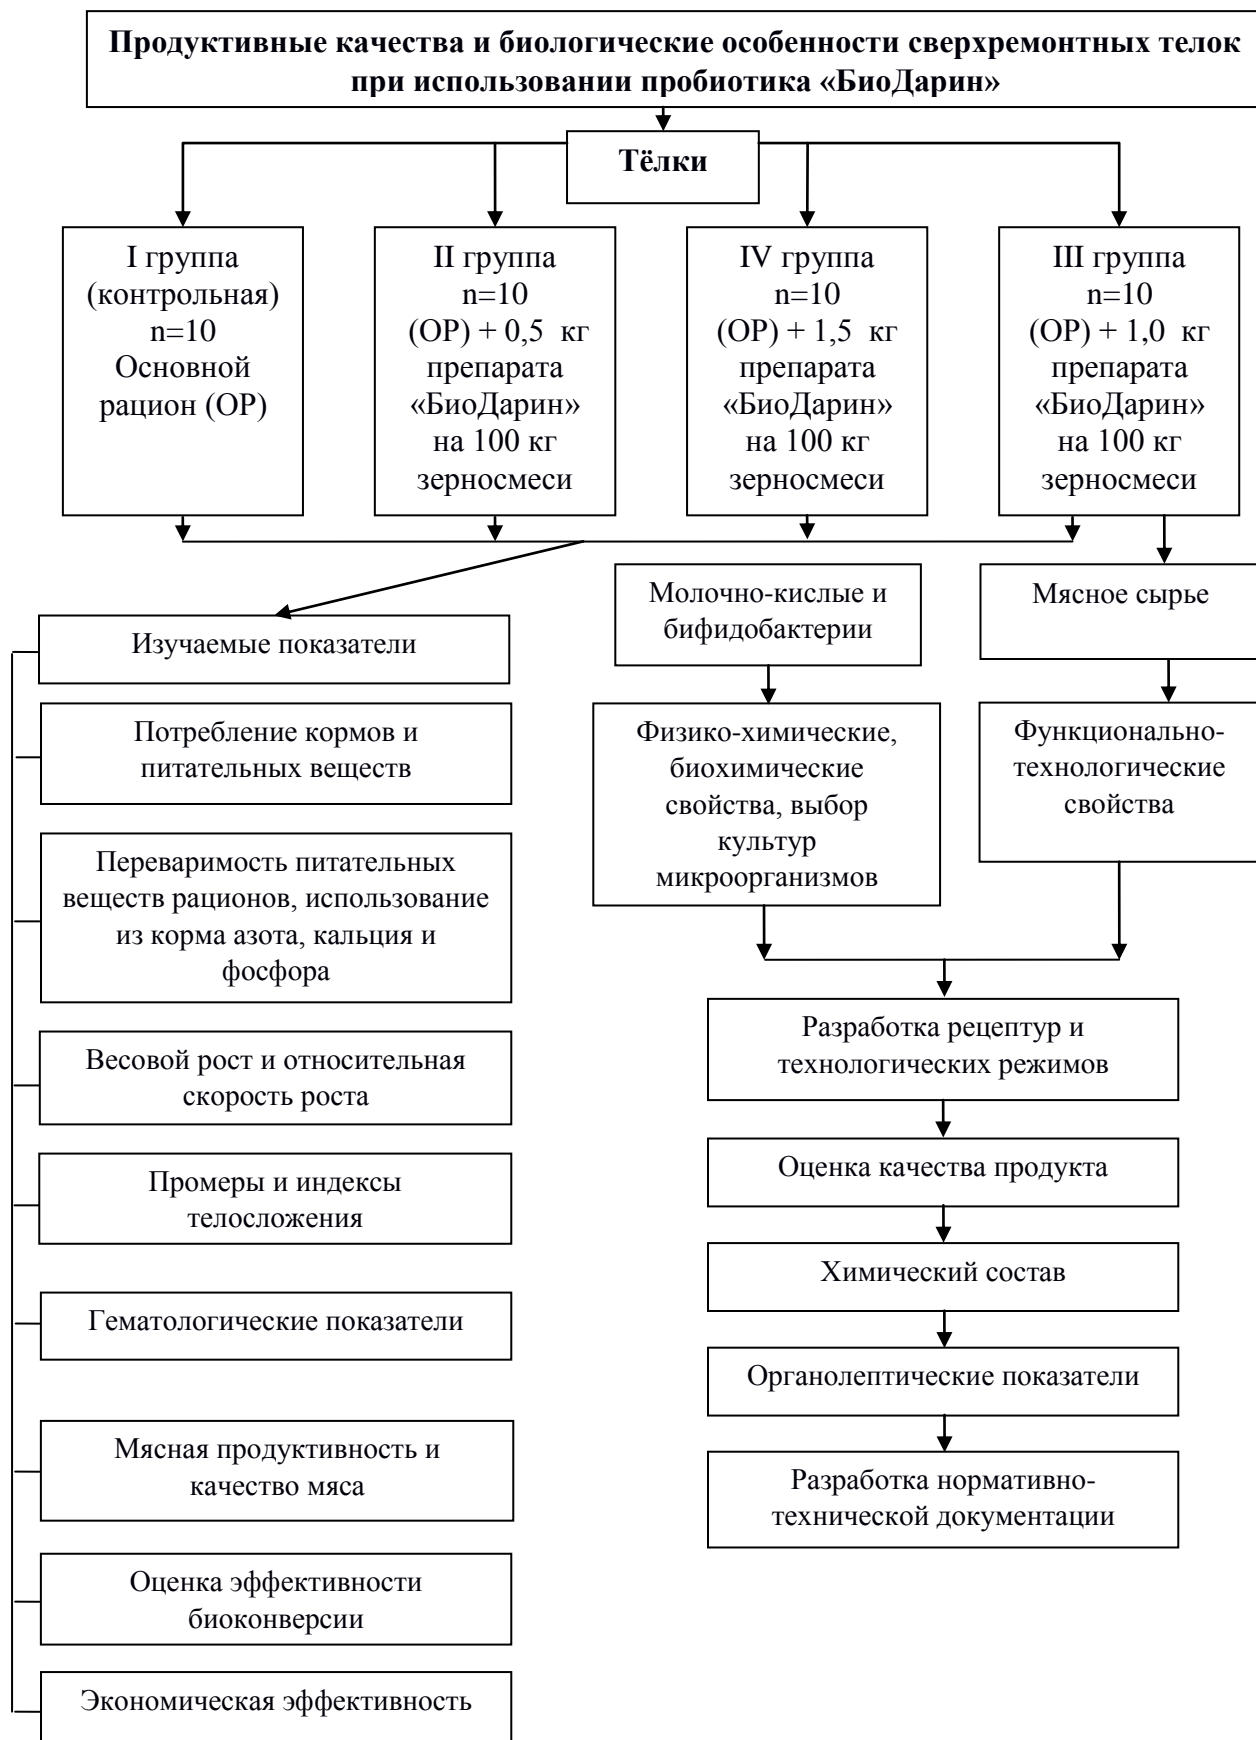 Продуктивные качества и биологические особенности сверхремонтных телок
при использовании пробиотика «БиоДарин»
Тёлки
I группа
(контрольная)
n=10
Основной
рацион (ОР)
II группа
n=10
(ОР) + 0,5 кг
препарата
«БиоДарин»
на 100 кг
зерносмеси
IV группа
n=10
(ОР) + 1,5 кг
препарата
«БиоДарин»
на 100 кг
зерносмеси
III группа
n=10
(ОР) + 1,0 кг
препарата
«БиоДарин»
на 100 кг
зерносмеси
Изучаемые показатели
Потребление кормов и
питательных веществ
Переваримость питательных
веществ рационов, использование
из корма азота, кальция и
фосфора
Весовой рост и относительная
скорость роста
Промеры и индексы
телосложения
Гематологические показатели
Мясная продуктивность и
качество мяса
Оценка эффективности
биоконверсии
Экономическая эффективность
Молочно-кислые и
бифидобактерии
Физико-химические,
биохимические
свойства, выбор
культур
микроорганизмов
Мясное сырье
Функционально-
технологические
свойства
Разработка рецептур и
технологических режимов
Оценка качества продукта
Химический состав
Органолептические показатели
Разработка нормативно-
технической документации